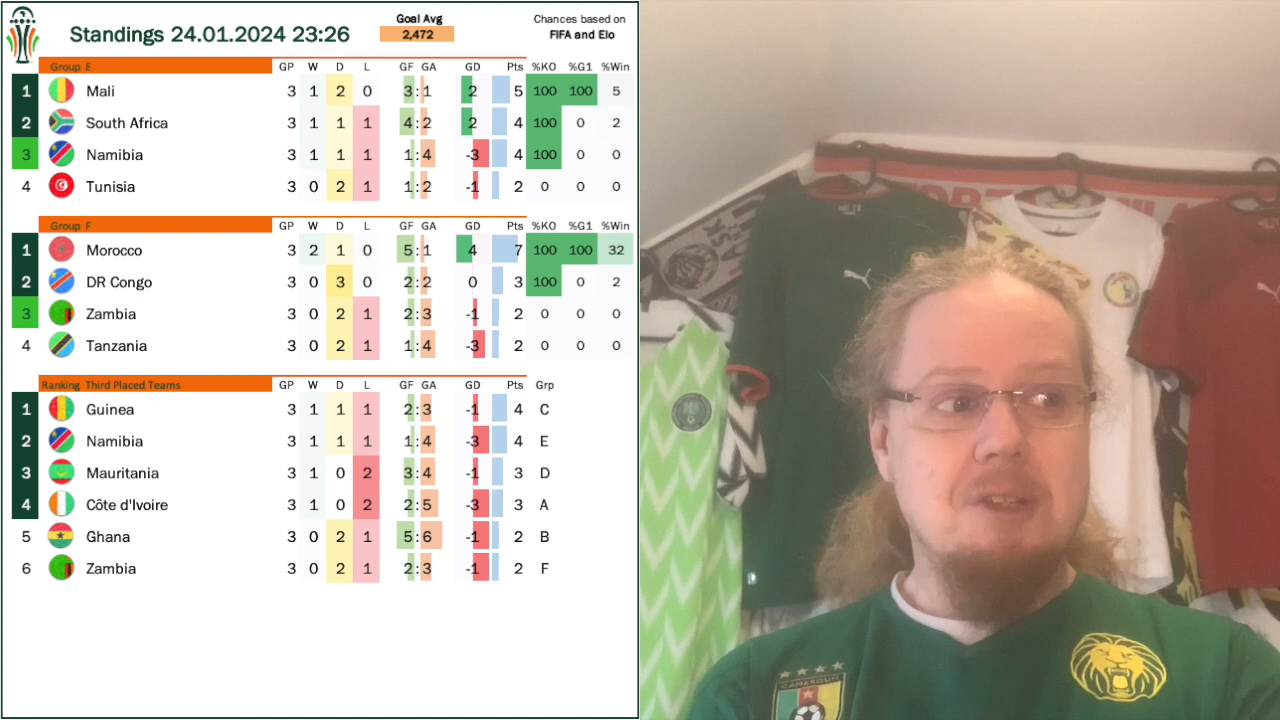 Standings 24.01.2024 23:26
Goal Avg
2,472
Chances based on
FIFA and Elo
Group E GP W D L GF GA GD Pts %KO %G1 %Win
1 Mali 3 1 2 0 3:1 2 5 100 100 5
2 South Africa 3 1 1 1 4:2 2 4 100 0 2
3 Namibia 3 1 1 1 1:4 -3 4 100 0 0
4 Tunisia 3 0 2 1 1:2 -1 2 0 0 0
Group F GP W D L GF GA GD Pts %KO %G1 %Win
1 Morocco 3 2 1 0 5:1 4 7 100 100 32
2 DR Congo 3 0 3 0 2:2 0 3 100 0 2
3 Zambia 3 0 2 1 2:3 -1 2 0 0 0
4 Tanzania 3 0 2 1 1:4 -3 2 0 0 0
Ranking Third Placed Teams GP W D L GF GA GD Pts Grp
1 Guinea 3 1 1 1 2:3 -1 4 C
2 Namibia 3 1 1 1 1:4 -3 4 E
3 Mauritania 3 1 0 2 3:4 -1 3 D
4 Côte d'Ivoire 3 1 0 2 2:5 -3 3 A
5 Ghana 3 0 2 1 5:6 -1 2 B
6 Zambia 3 0 2 1 2:3 -1 2 F
CAMEROUN